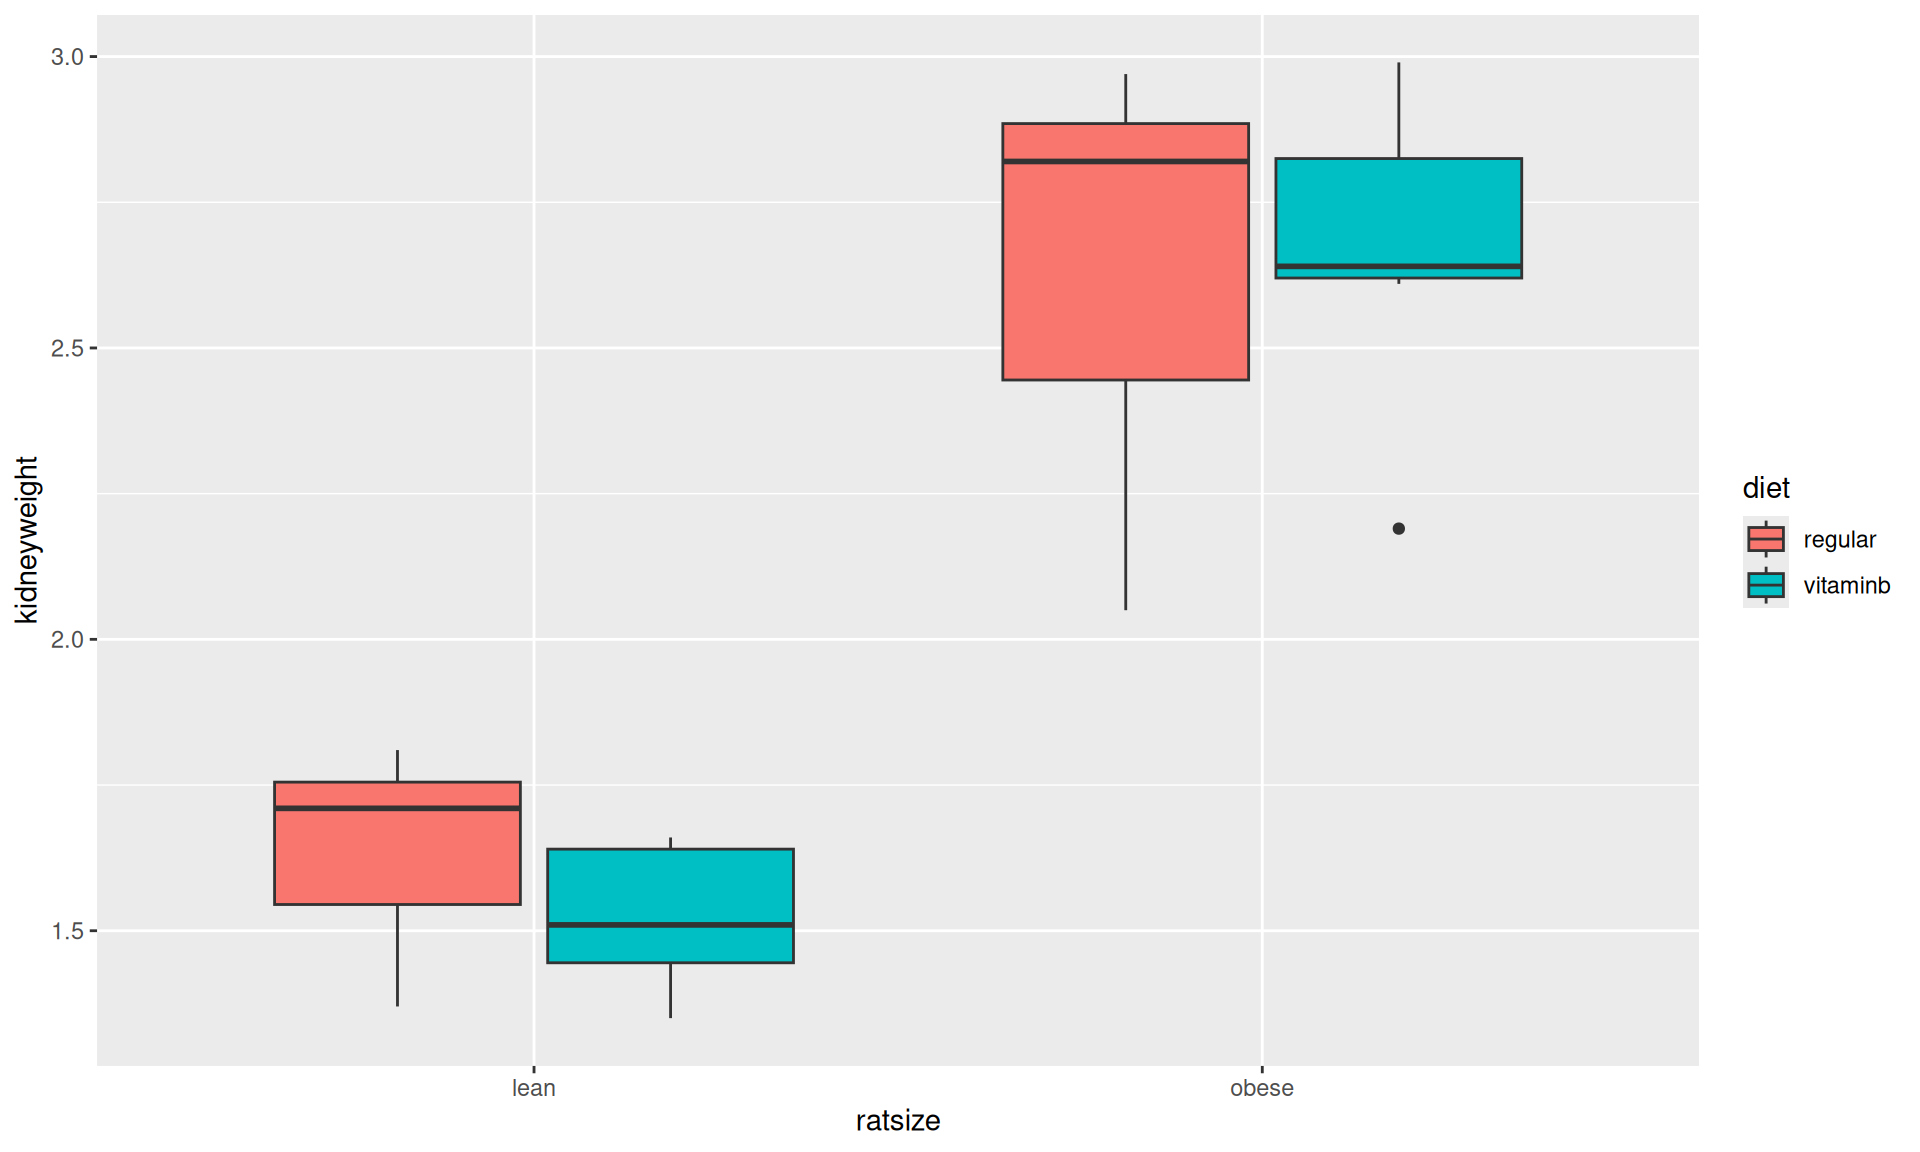 3.0
2.5
2.0
1.5
kidneyweight
lean
obese
ratsize
diet
regular
vitaminb